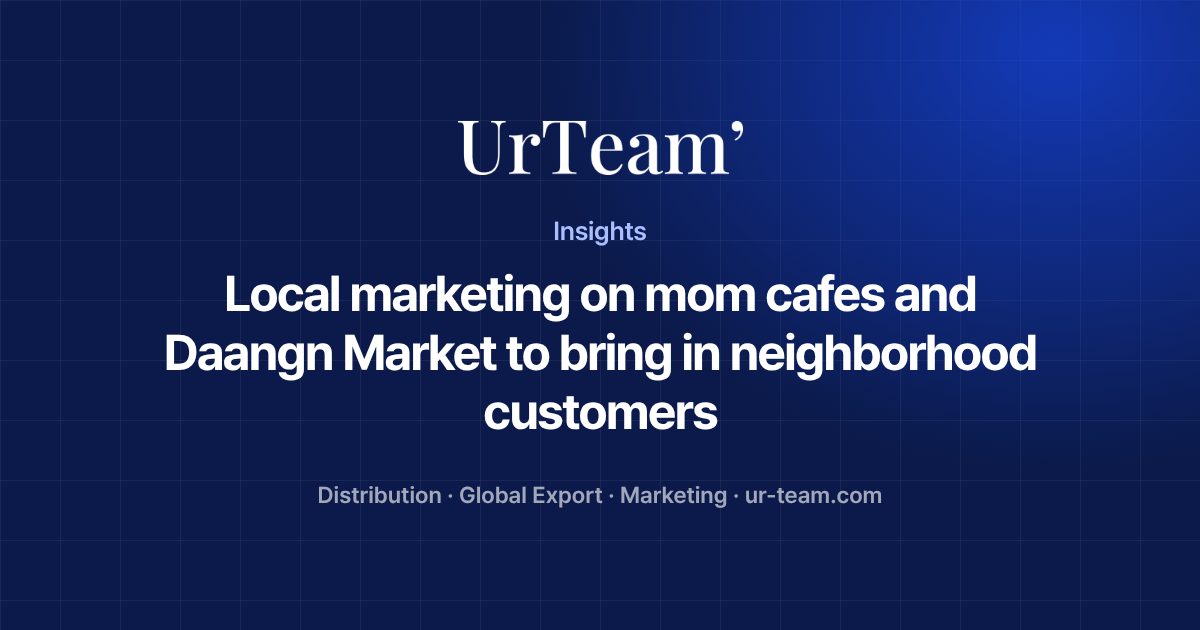 UrTeam’
Insights
Local marketing on mom cafes and
Daangn Market to bring in neighborhood
customers
Distribution · Global Export · Marketing · ur-team.com